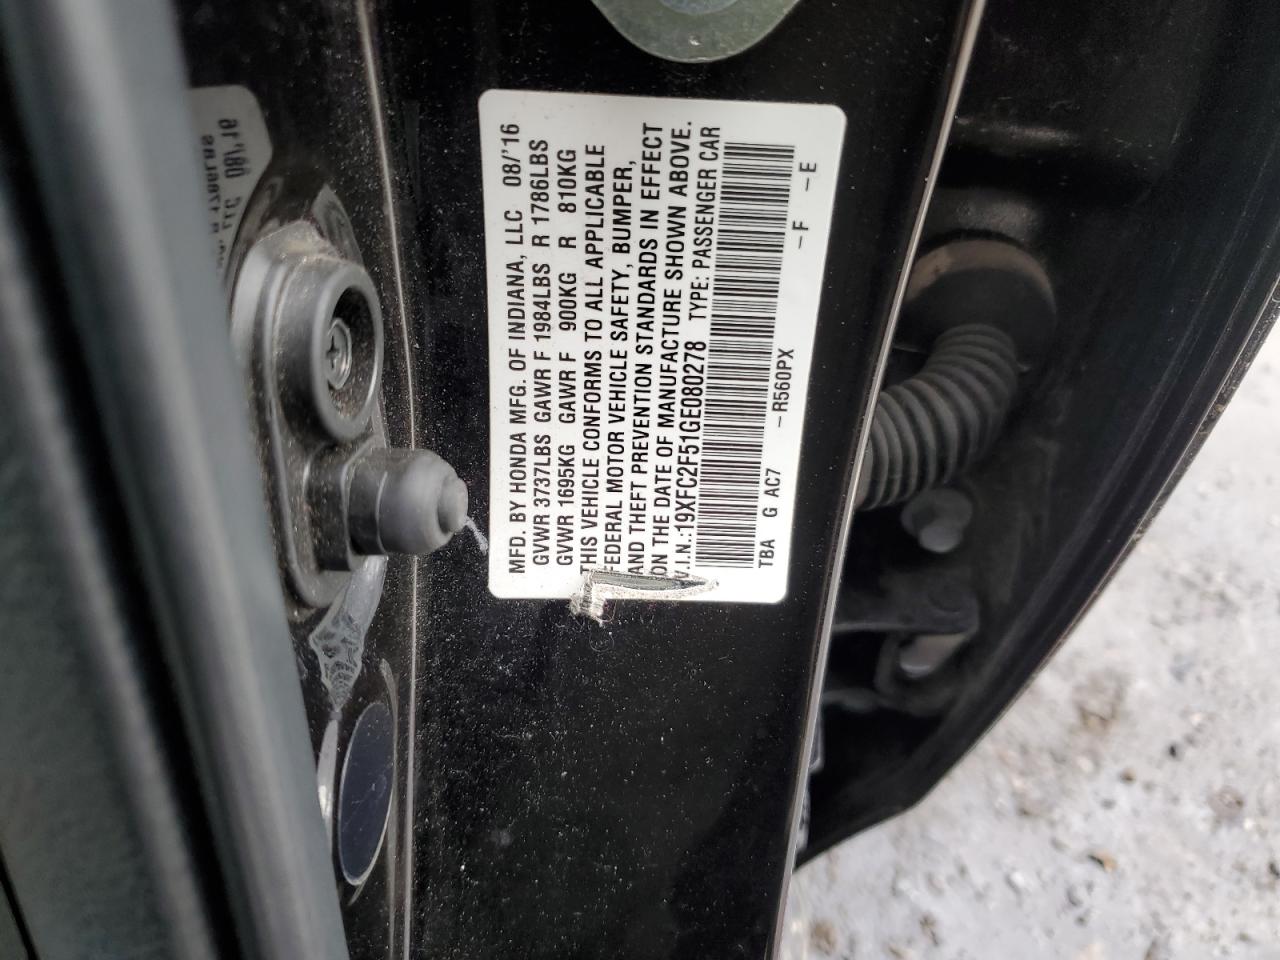 MFD. BY HONDA MFG. OF INDIANA, LLC 08/'16
GVWR 3737LBS GAWR F 1984LBS R 1786LBS
GVWR 1695KG GAWR F 900KG R 810KG
THIS VEHICLE CONFORMS TO ALL APPLICABLE
FEDERAL MOTOR VEHICLE SAFETY, BUMPER,
AND THEFT PREVENTION STANDARDS IN EFFECT
ON THE DATE OF MANUFACTURE SHOWN ABOVE.
V.I.N.:19XFC2F51GE080278 TYPE: PASSENGER CAR
TBA G AC7 -R560PX -F -E